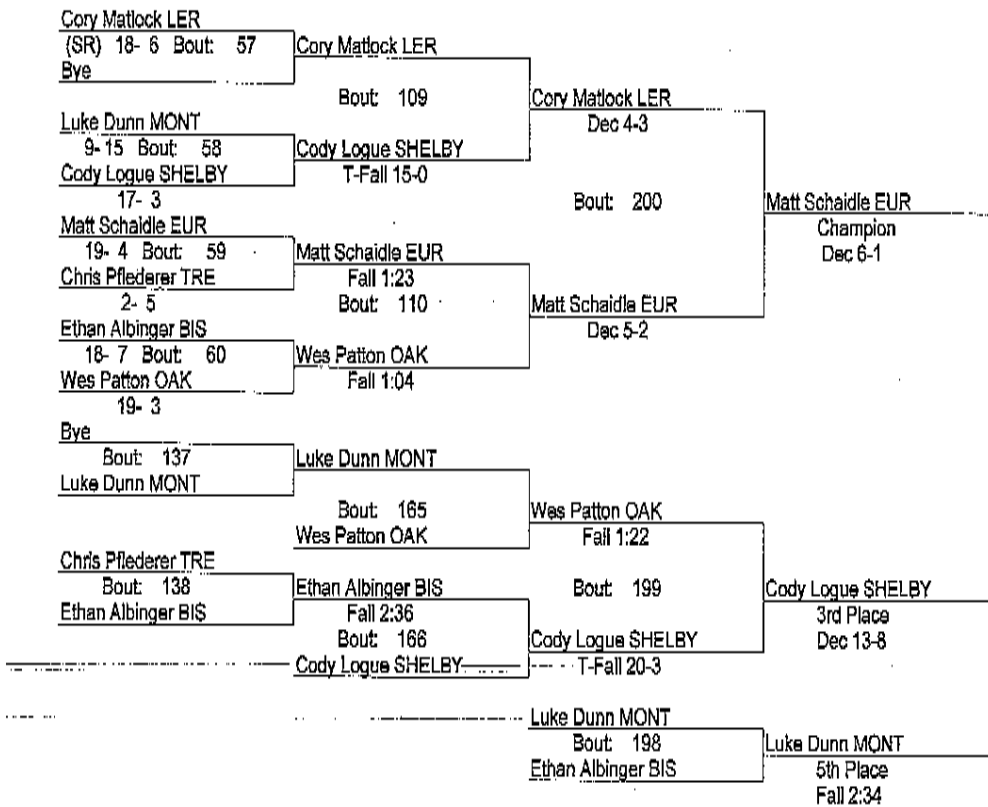 Cory Matlock LER
(SR) 18- 6 Bout: 57
Bye
Cory Matlock LER
Bout: 109
Luke Dunn MONT
9- 15 Bout: 58
Cody Logue SHELBY
17- 3
Cody Logue SHELBY
T-Fall 15-0
Cory Matlock LER
Dec 4-3
Matt Schaidle EUR
19- 4 Bout: 59
Chris Pflederer TRE
2- 5
Matt Schaidle EUR
Fall 1:23
Bout: 110
Ethan Albinger BIS
18- 7 Bout: 60
Wes Patton OAK
19- 3
Wes Patton OAK
Fall 1:04
Matt Schaidle EUR
Dec 5-2
Bout: 200
Matt Schaidle EUR
Champion
Dec 6-1
Bye
Bout: 137
Luke Dunn MONT
Luke Dunn MONT
Bout: 165
Wes Patton OAK
Wes Patton OAK
Fall 1:22
Chris Pflederer TRE
Bout: 138
Ethan Albinger BIS
Ethan Albinger BIS
Fall 2:36
Bout: 166
Cody Logue SHELBY
Cody Logue SHELBY
T-Fall 20-3
Bout: 199
Cody Logue SHELBY
3rd Place
Dec 13-8
Luke Dunn MONT
Bout: 198
Ethan Albinger BIS
Luke Dunn MONT
5th Place
Fall 2:34